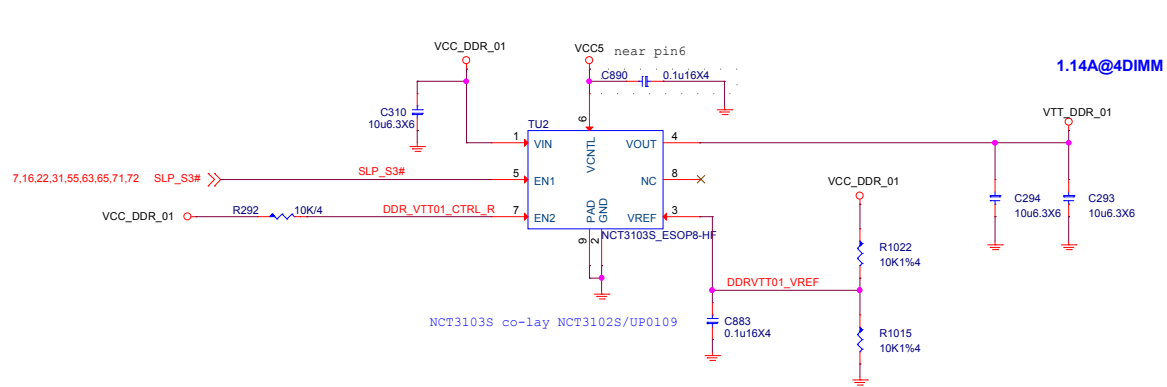 VCC_DDR_01
VCC5
near pin6
1.14A@4DIMM
C890
0.1u16X4
C310
10u6.3X6
VTT_DDR_01
TU2
6
1
VIN
VCNTL
VOUT
4
7,16,22,31,55,63,65,71,72
SLP_S3#
SLP_S3#
5
EN1
NC
8
VCC_DDR_01
VCC_DDR_01
R292
10K/4
DDR_VTT01_CTRL_R
7
EN2
PAD
GND
VREF
3
C294
10u6.3X6
C293
10u6.3X6
NCT3103S_ESOP8-HF
9
2
R1022
10K1%4
DDRVTT01_VREF
NCT3103S co-lay NCT3102S/UP0109
C883
0.1u16X4
R1015
10K1%4